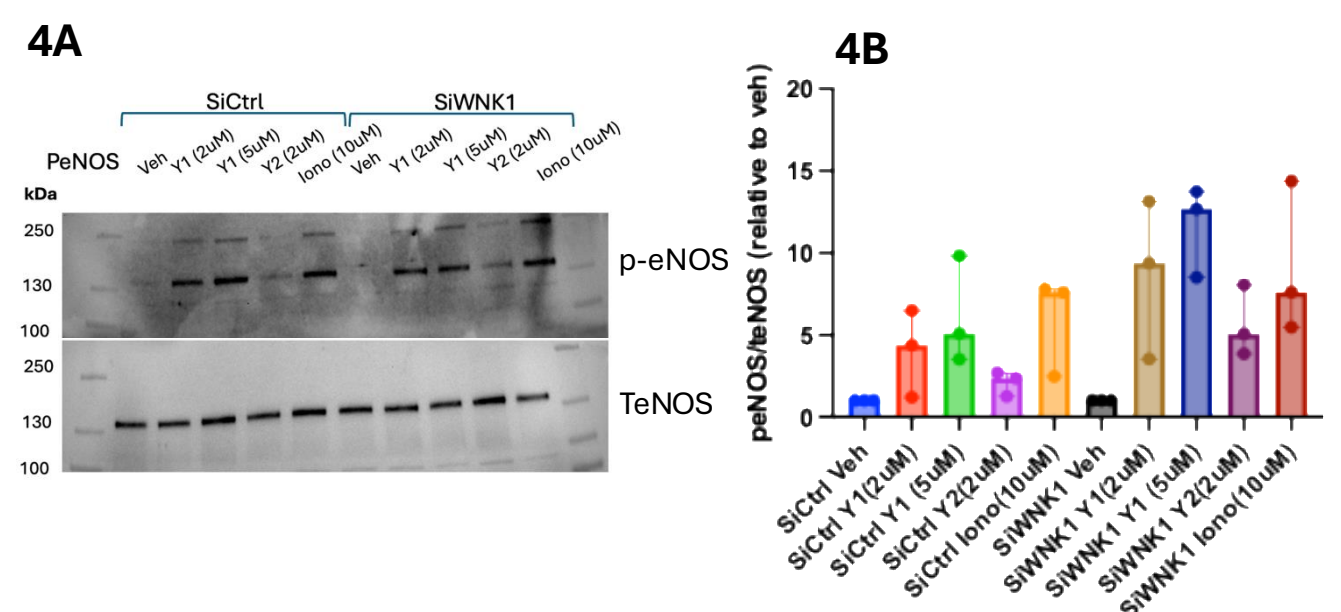 4A
SiCtrl
SiWNK1
PeNOS
Veh
Y1 (2uM)
Y1 (5uM)
Y2 (2uM)
Iono (10uM)
Veh
Y1 (2uM)
Y1 (5uM)
Y2 (2uM)
Iono (10uM)
kDa
250
130
100
p-eNOS
250
130
100
TeNOS
4B
peNOS/teNOS (relative to veh)
20
15
10
5
0
SiCtrl Veh
SiCtrl Y1(2uM)
SiCtrl Y1 (5uM)
SiCtrl Y2(2uM)
SiCtrl Iono(10uM)
SiWNK1 Veh
SiWNK1 Y1(2uM)
SiWNK1 Y1 (5uM)
SiWNK1 Y2(2uM)
SiWNK1 Iono(10uM)